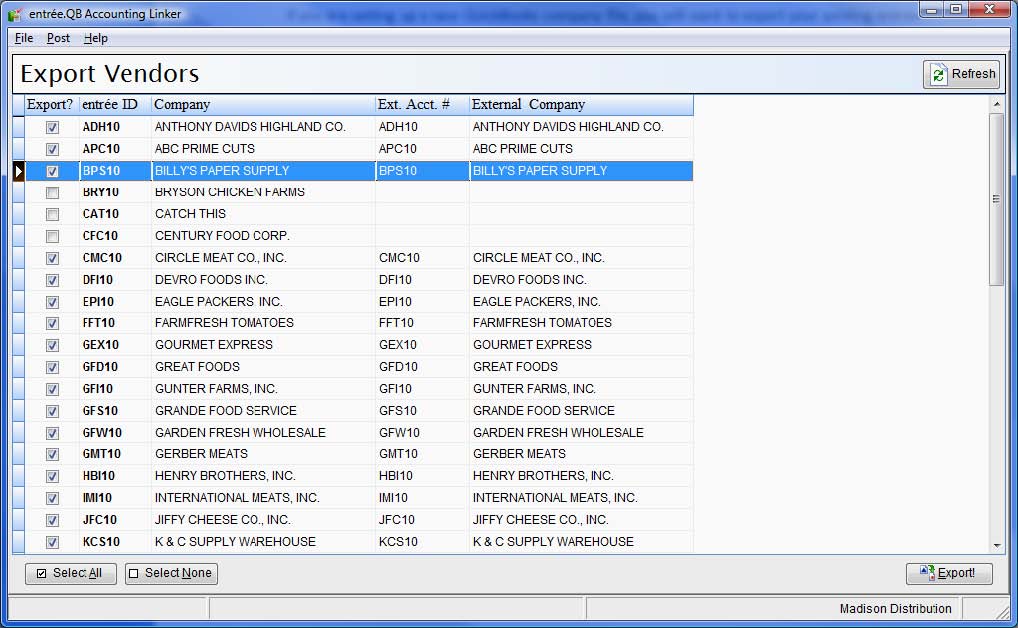 entrée.QB Accounting Linker
File Post Help
Export Vendors
Refresh
Export? entrée ID Company Ext. Acct. # External Company
ADH10 ANTHONY DAVIDS HIGHLAND CO. ADH10 ANTHONY DAVIDS HIGHLAND CO.
APC10 ABC PRIME CUTS APC10 ABC PRIME CUTS
BPS10 BILLY'S PAPER SUPPLY BPS10 BILLY'S PAPER SUPPLY
BRY10 BRYSON CHICKEN FARMS
CAT10 CATCH THIS
CFC10 CENTURY FOOD CORP.
CMC10 CIRCLE MEAT CO., INC. CMC10 CIRCLE MEAT CO., INC.
DFI10 DEVRO FOODS INC. DFI10 DEVRO FOODS INC.
EPI10 EAGLE PACKERS, INC. EPI10 EAGLE PACKERS, INC.
FFT10 FARMFRESH TOMATOES FFT10 FARMFRESH TOMATOES
GEX10 GOURMET EXPRESS GEX10 GOURMET EXPRESS
GFD10 GREAT FOODS GFD10 GREAT FOODS
GFI10 GUNTER FARMS, INC. GFI10 GUNTER FARMS, INC.
GFS10 GRANDE FOOD SERVICE GFS10 GRANDE FOOD SERVICE
GFW10 GARDEN FRESH WHOLESALE GFW10 GARDEN FRESH WHOLESALE
GMT10 GERBER MEATS GMT10 GERBER MEATS
HBI10 HENRY BROTHERS, INC. HBI10 HENRY BROTHERS, INC.
IMI10 INTERNATIONAL MEATS, INC. IMI10 INTERNATIONAL MEATS, INC.
JFC10 JIFFY CHEESE CO., INC. JFC10 JIFFY CHEESE CO., INC.
KCS10 K & C SUPPLY WAREHOUSE KCS10 K & C SUPPLY WAREHOUSE
Select All Select None Export!
Madison Distribution